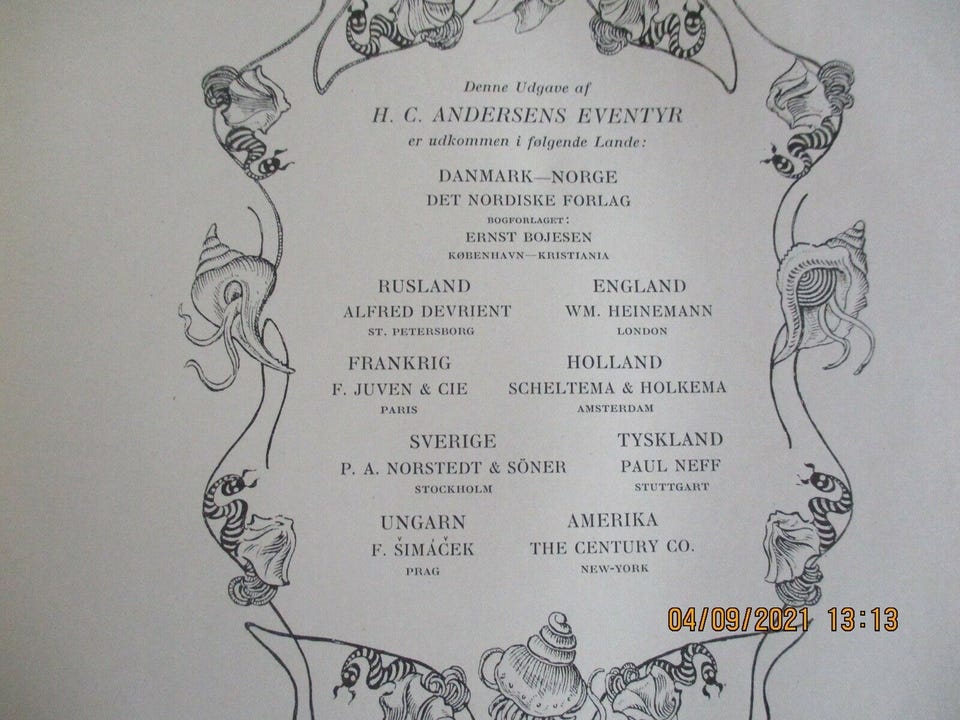 Denne Udgave af
H. C. ANDERSENS EVENTYR
er udkommen i følgende Lande:
DANMARK—NORGE
DET NORDISKE FORLAG
BOGFORLAGET:
ERNST BOJESEN
KØBENHAVN—KRISTIANIA
RUSLAND
ALFRED DEVRIENT
ST. PETERSBORG
ENGLAND
WM. HEINEMANN
LONDON
FRANKRIG
F. JUVEN & CIE
PARIS
HOLLAND
SCHELTEMA & HOLKEMA
AMSTERDAM
SVERIGE
P. A. NORSTEDT & SÖNER
STOCKHOLM
TYSKLAND
PAUL NEFF
STUTTGART
UNGARN
F. ŠIMÁČEK
PRAG
AMERIKA
THE CENTURY CO.
NEW-YORK
04/09/2021 13:13